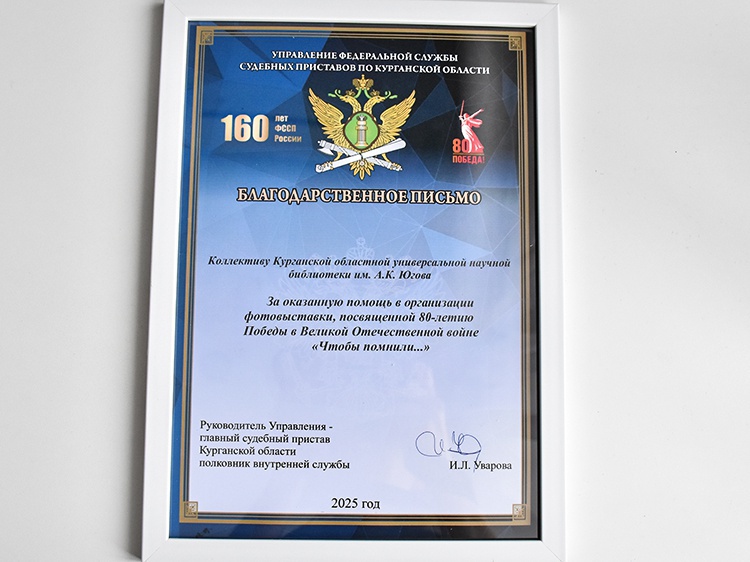 УПРАВЛЕНИЕ ФЕДЕРАЛЬНОЙ СЛУЖБЫ
СУДЕБНЫХ ПРИСТАВОВ ПО КУРГАНСКОЙ ОБЛАСТИ
160 лет
ФССП
России
80
ПОБЕДА!
БЛАГОДАРСТВЕННОЕ ПИСЬМО
Коллективу Курганской областной универсальной научной
библиотеки им. А.К. Югова
За оказанную помощь в организации
фотовыставки, посвященной 80-летию
Победы в Великой Отечественной войне
«Чтобы помнили...»
Руководитель Управления -
главный судебный пристав
Курганской области
полковник внутренней службы
И.Л. Уварова
2025 год